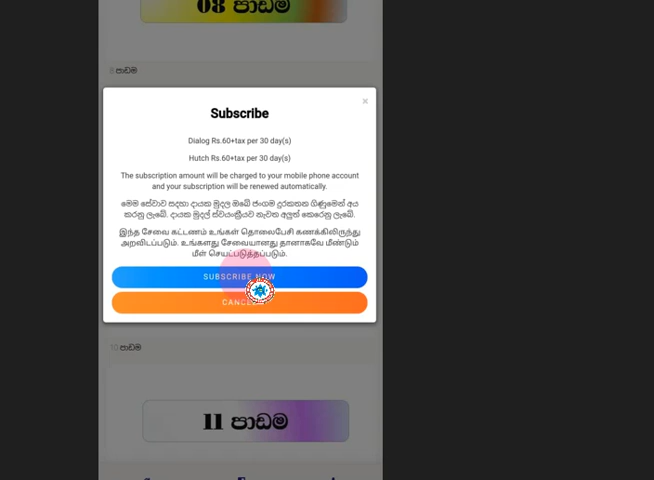 08 පාඩම
9 පාඩම
×
Subscribe
Dialog Rs.60+tax per 30 day(s)
Hutch Rs.60+tax per 30 day(s)
The subscription amount will be charged to your mobile phone account
and your subscription will be renewed automatically.
මෙම සේවාව සදහා දායක මුදල ඔබේ ජංගම දුරකතන ගිණුමෙන් අය
කරනු ලැබේ. දායක මුදල් ස්වයංක්‍රීයව නැවත අලුත් කෙරෙනු ලැබේ.
இந்த சேவை கட்டணம் உங்கள் தொலைபேசி கணக்கிலிருந்து
அறவிடப்படும். உங்களது சேவையானது தானாகவே மீண்டும்
மீள் செயட்படுத்தப்படும்.
SUBSCRIBE NOW
CANCEL
10 පාඩම
11 පාඩම